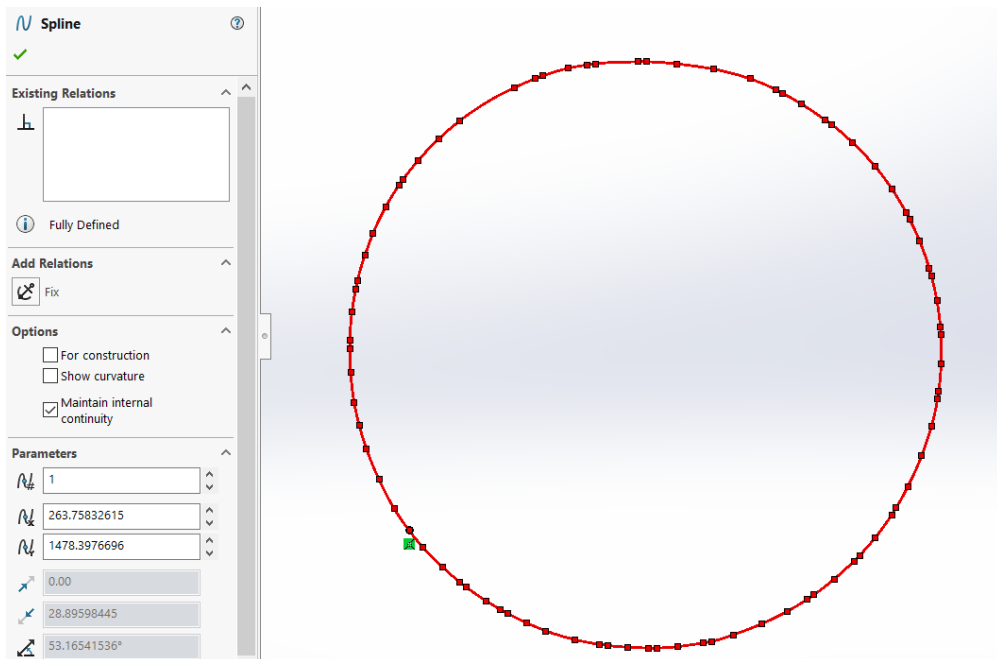 Spline
Existing Relations
Fully Defined
Add Relations
Fix
Options
For construction
Show curvature
Maintain internal
continuity
Parameters
1
263.75832615
1478.3976696
0.00
28.89598445
53.16541536°